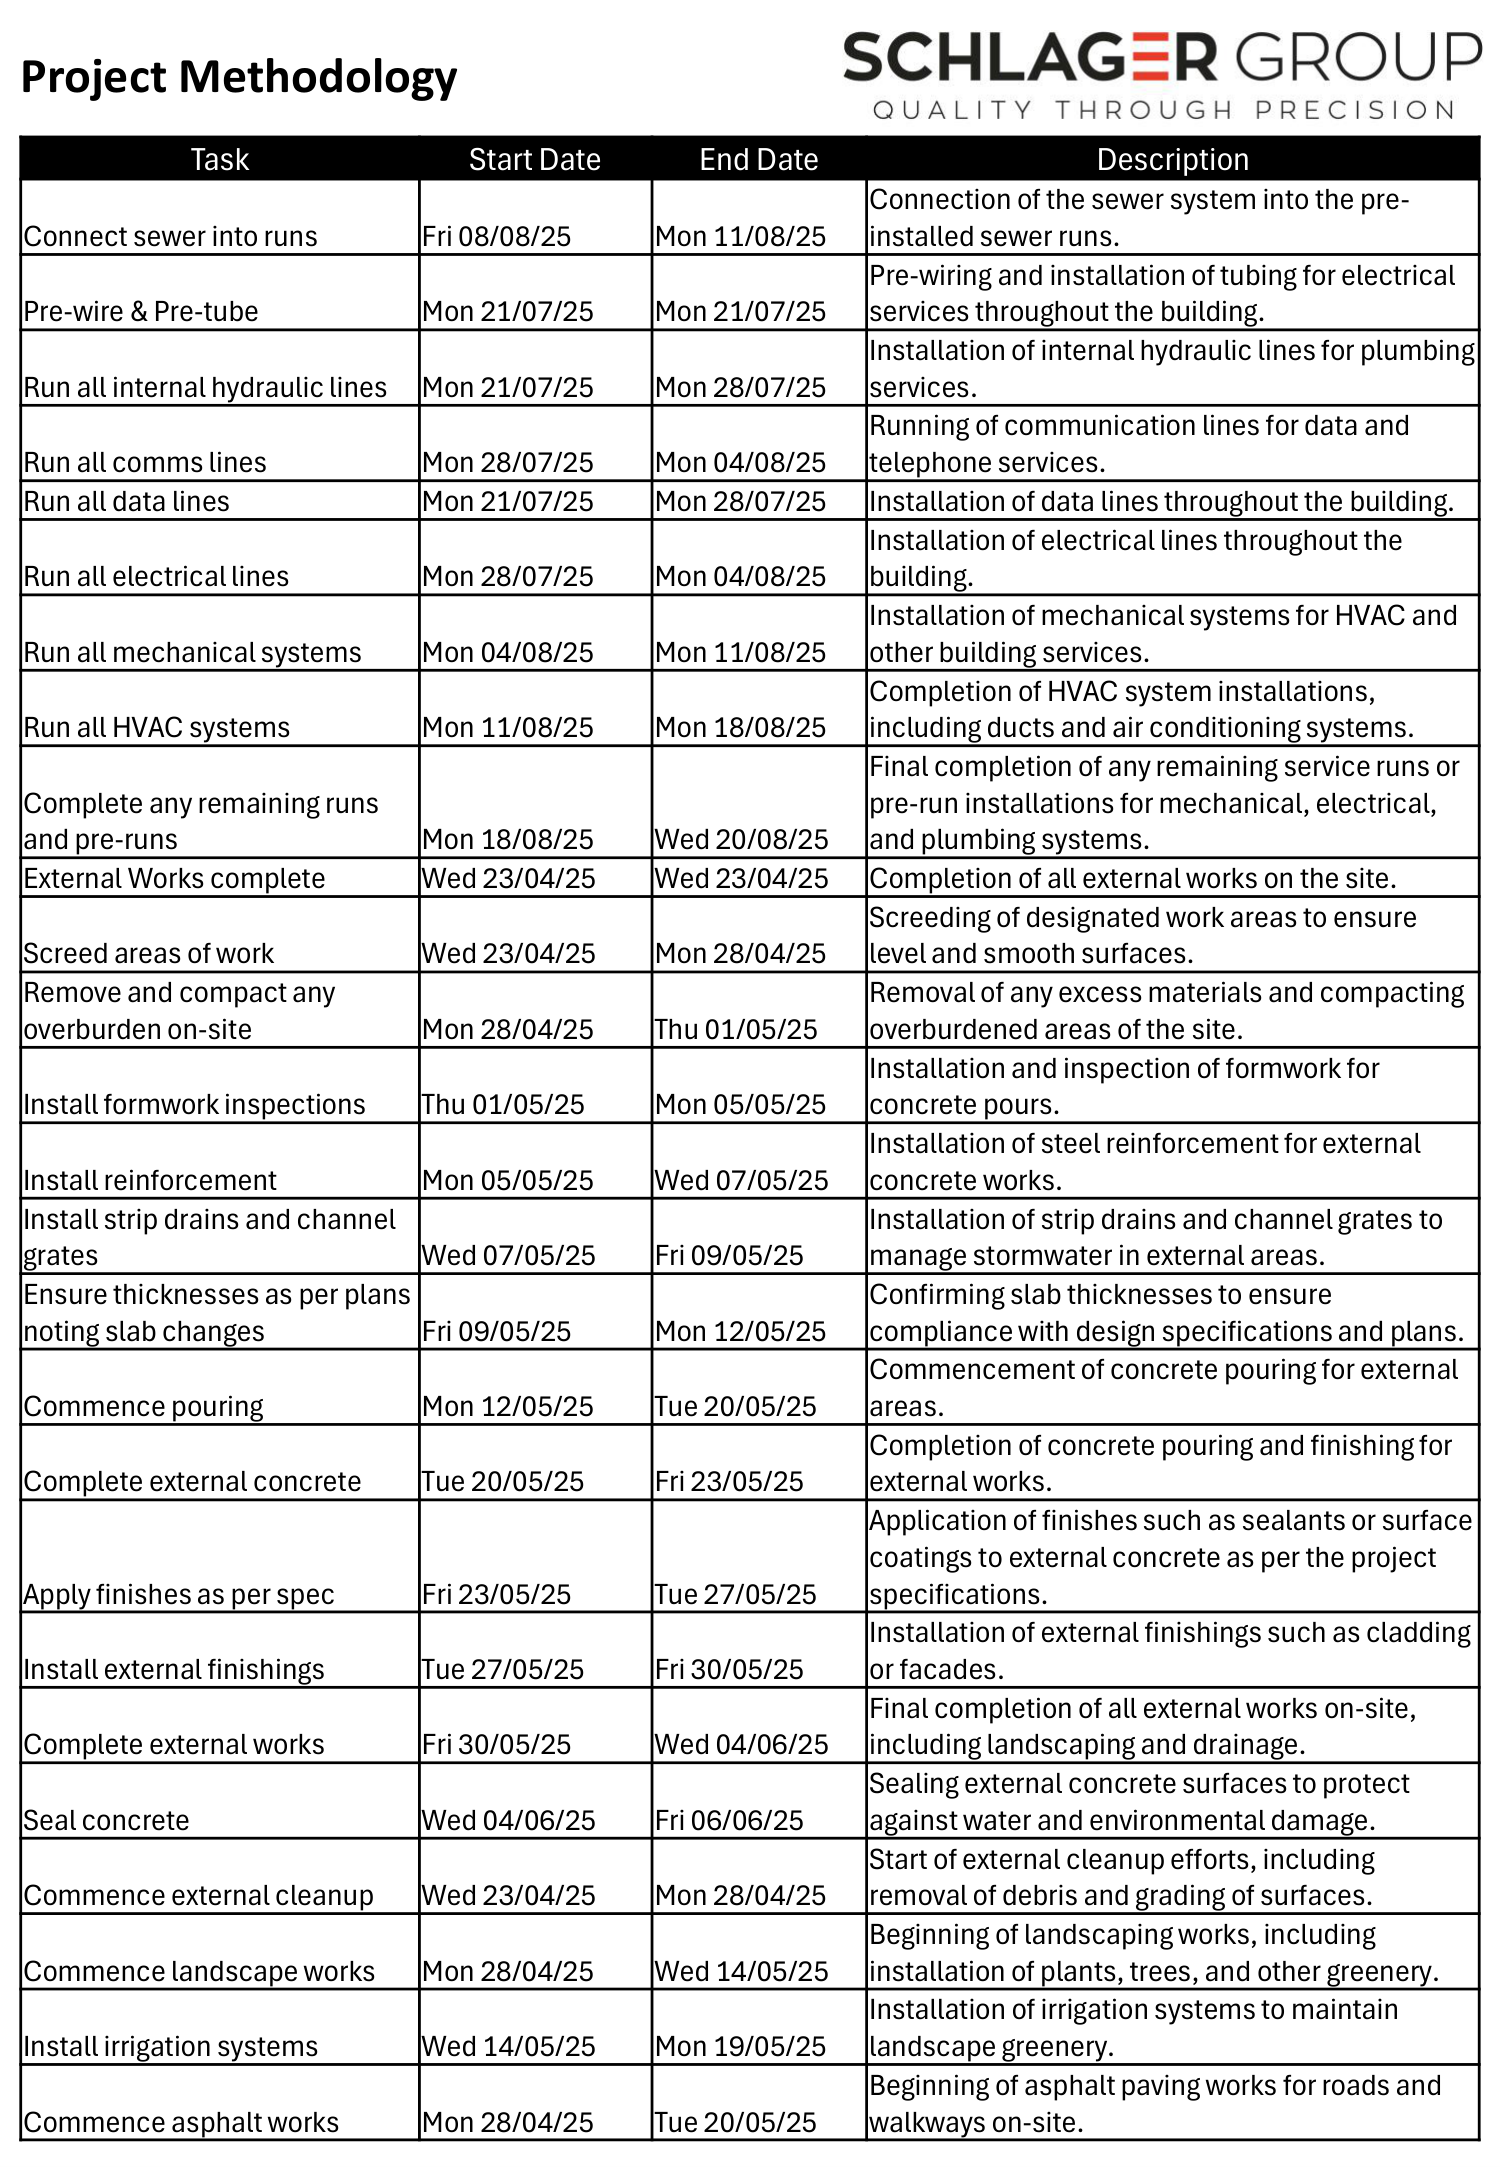 Project Methodology
SCHLAGER GROUP
QUALITY THROUGH PRECISION
Task Start Date End Date Description
Connect sewer into runs Fri 08/08/25 Mon 11/08/25 Connection of the sewer system into the pre-
installed sewer runs.
Pre-wire & Pre-tube Mon 21/07/25 Mon 21/07/25 Pre-wiring and installation of tubing for electrical
services throughout the building.
Run all internal hydraulic lines Mon 21/07/25 Mon 28/07/25 Installation of internal hydraulic lines for plumbing
services.
Run all comms lines Mon 28/07/25 Mon 04/08/25 Running of communication lines for data and
telephone services.
Run all data lines Mon 21/07/25 Mon 28/07/25 Installation of data lines throughout the building.
Run all electrical lines Mon 28/07/25 Mon 04/08/25 Installation of electrical lines throughout the
building.
Run all mechanical systems Mon 04/08/25 Mon 11/08/25 Installation of mechanical systems for HVAC and
other building services.
Run all HVAC systems Mon 11/08/25 Mon 18/08/25 Completion of HVAC system installations,
including ducts and air conditioning systems.
Complete any remaining runs
and pre-runs Mon 18/08/25 Wed 20/08/25 Final completion of any remaining service runs or
pre-run installations for mechanical, electrical,
and plumbing systems.
External Works complete Wed 23/04/25 Wed 23/04/25 Completion of all external works on the site.
Screed areas of work Wed 23/04/25 Mon 28/04/25 Screeding of designated work areas to ensure
level and smooth surfaces.
Remove and compact any
overburden on-site Mon 28/04/25 Thu 01/05/25 Removal of any excess materials and compacting
overburdened areas of the site.
Install formwork inspections Thu 01/05/25 Mon 05/05/25 Installation and inspection of formwork for
concrete pours.
Install reinforcement Mon 05/05/25 Wed 07/05/25 Installation of steel reinforcement for external
concrete works.
Install strip drains and channel
grates Wed 07/05/25 Fri 09/05/25 Installation of strip drains and channel grates to
manage stormwater in external areas.
Ensure thicknesses as per plans
noting slab changes Fri 09/05/25 Mon 12/05/25 Confirming slab thicknesses to ensure
compliance with design specifications and plans.
Commence pouring Mon 12/05/25 Tue 20/05/25 Commencement of concrete pouring for external
areas.
Complete external concrete Tue 20/05/25 Fri 23/05/25 Completion of concrete pouring and finishing for
external works.
Apply finishes as per spec Fri 23/05/25 Tue 27/05/25 Application of finishes such as sealants or surface
coatings to external concrete as per the project
specifications.
Install external finishings Tue 27/05/25 Fri 30/05/25 Installation of external finishings such as cladding
or facades.
Complete external works Fri 30/05/25 Wed 04/06/25 Final completion of all external works on-site,
including landscaping and drainage.
Seal concrete Wed 04/06/25 Fri 06/06/25 Sealing external concrete surfaces to protect
against water and environmental damage.
Commence external cleanup Wed 23/04/25 Mon 28/04/25 Start of external cleanup efforts, including
removal of debris and grading of surfaces.
Commence landscape works Mon 28/04/25 Wed 14/05/25 Beginning of landscaping works, including
installation of plants, trees, and other greenery.
Install irrigation systems Wed 14/05/25 Mon 19/05/25 Installation of irrigation systems to maintain
landscape greenery.
Commence asphalt works Mon 28/04/25 Tue 20/05/25 Beginning of asphalt paving works for roads and
walkways on-site.